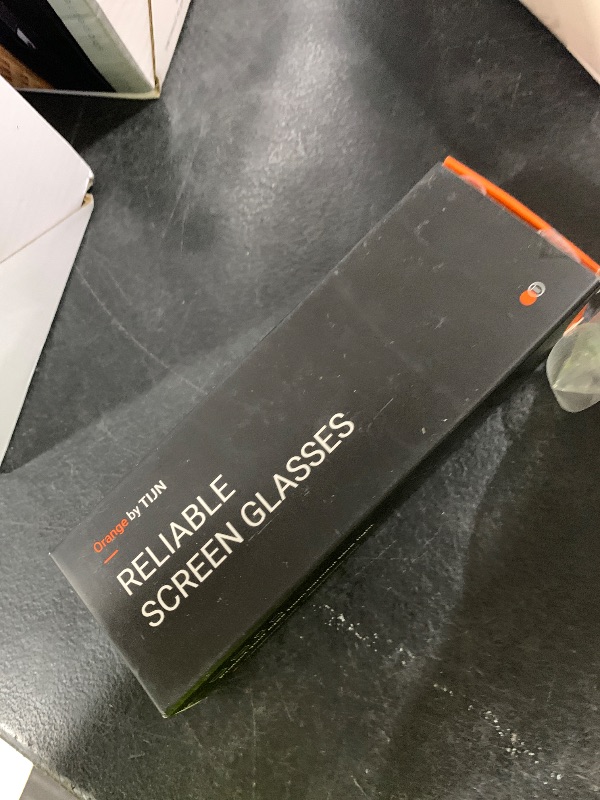 Orange by TIJN
RELIABLE
SCREEN GLASSES